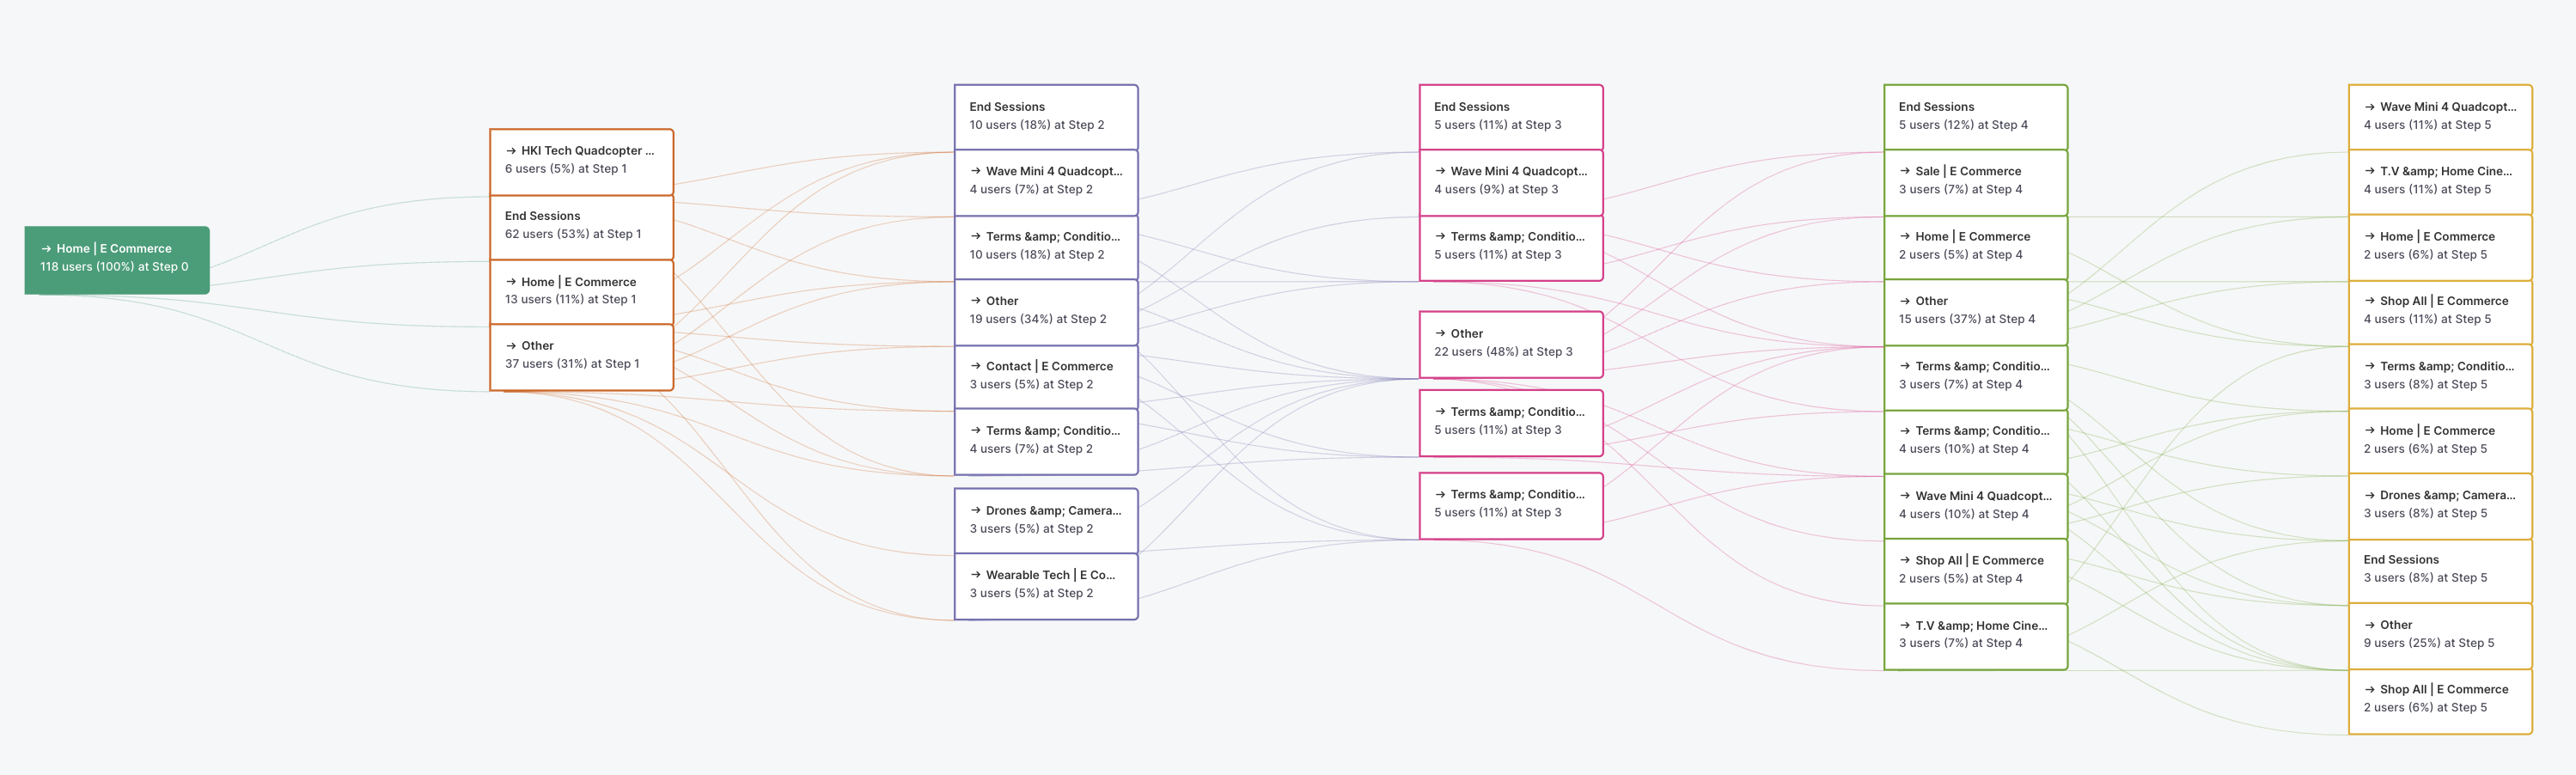 → Home | E Commerce
118 users (100%) at Step 0
→ HKI Tech Quadcopter ...
6 users (5%) at Step 1
End Sessions
62 users (53%) at Step 1
→ Home | E Commerce
13 users (11%) at Step 1
→ Other
37 users (31%) at Step 1
End Sessions
10 users (18%) at Step 2
→ Wave Mini 4 Quadcopt...
4 users (7%) at Step 2
→ Terms &amp; Conditio...
10 users (18%) at Step 2
→ Other
19 users (34%) at Step 2
→ Contact | E Commerce
3 users (5%) at Step 2
→ Terms &amp; Conditio...
4 users (7%) at Step 2
→ Drones &amp; Camera...
3 users (5%) at Step 2
→ Wearable Tech | E Co...
3 users (5%) at Step 2
End Sessions
5 users (11%) at Step 3
→ Wave Mini 4 Quadcopt...
4 users (9%) at Step 3
→ Terms &amp; Conditio...
5 users (11%) at Step 3
→ Other
22 users (48%) at Step 3
→ Terms &amp; Conditio...
5 users (11%) at Step 3
→ Terms &amp; Conditio...
5 users (11%) at Step 3
End Sessions
5 users (12%) at Step 4
→ Sale | E Commerce
3 users (7%) at Step 4
→ Home | E Commerce
2 users (5%) at Step 4
→ Other
15 users (37%) at Step 4
→ Terms &amp; Conditio...
3 users (7%) at Step 4
→ Terms &amp; Conditio...
4 users (10%) at Step 4
→ Wave Mini 4 Quadcopt...
4 users (10%) at Step 4
→ Shop All | E Commerce
2 users (5%) at Step 4
→ T.V &amp; Home Cine...
3 users (7%) at Step 4
→ Wave Mini 4 Quadcopt...
4 users (11%) at Step 5
→ T.V &amp; Home Cine...
4 users (11%) at Step 5
→ Home | E Commerce
2 users (6%) at Step 5
→ Shop All | E Commerce
4 users (11%) at Step 5
→ Terms &amp; Conditio...
3 users (8%) at Step 5
→ Home | E Commerce
2 users (6%) at Step 5
→ Drones &amp; Camera...
3 users (8%) at Step 5
End Sessions
3 users (8%) at Step 5
→ Other
9 users (25%) at Step 5
→ Shop All | E Commerce
2 users (6%) at Step 5